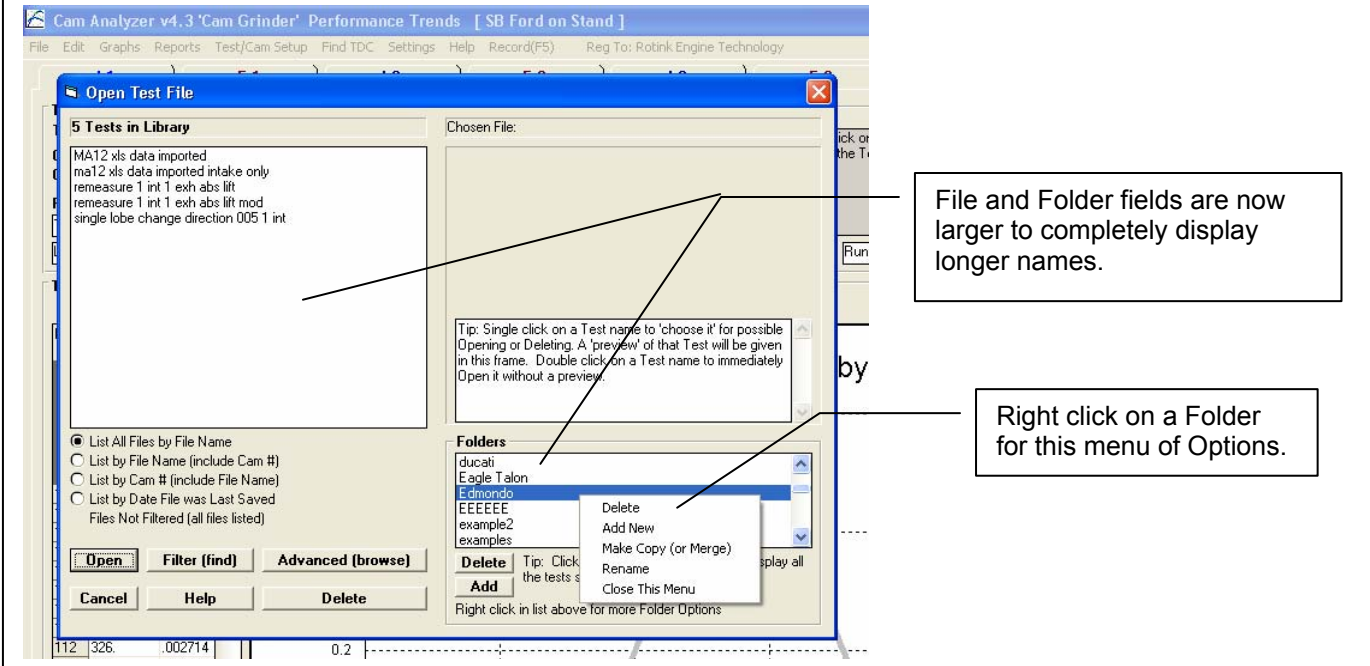 Cam Analyzer v4.3 'Cam Grinder' Performance Trends [ SB Ford on Stand ]
File Edit Graphs Reports Test/Cam Setup Find TDC Settings Help Record(F5) Reg To: Rotink Engine Technology
Open Test File
5 Tests in Library
MA12 xls data imported
ma12 xls data imported intake only
remeasure 1 int 1 exh abs lift
remeasure 1 int 1 exh abs lift mod
single lobe change direction 005 1 int
List All Files by File Name
List by File Name (include Cam #)
List by Cam # (include File Name)
List by Date File was Last Saved
Files Not Filtered (all files listed)
Open Filter (find) Advanced (browse)
Cancel Help Delete
Chosen File:
Tip: Single click on a Test name to 'choose it' for possible
Opening or Deleting. A 'preview' of that Test will be given
in this frame. Double click on a Test name to immediately
Open it without a preview.
Folders
ducati
Eagle Talon
Edmondo
EEEEEE
example2
examples
Delete
Add New
Make Copy (or Merge)
Rename
Close This Menu
Delete Tip: Click
Add the tests
Right click in list above for more Folder Options
all
the
Run
by
112 326. .002714
0.2
File and Folder fields are now
larger to completely display
longer names.
Right click on a Folder
for this menu of Options.